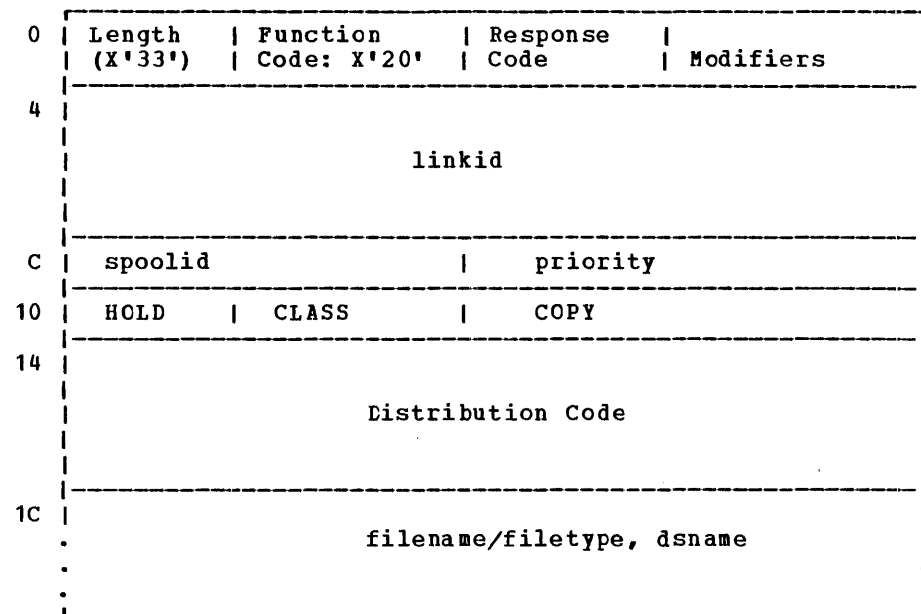 0 Length | Function | Response |
(X'33') | Code: X'20' | Code | Modifiers
4
linkid
C spoolid | priority
10 HOLD | CLASS | COPY
14
Distribution Code
1C
filename/filetype, dsname